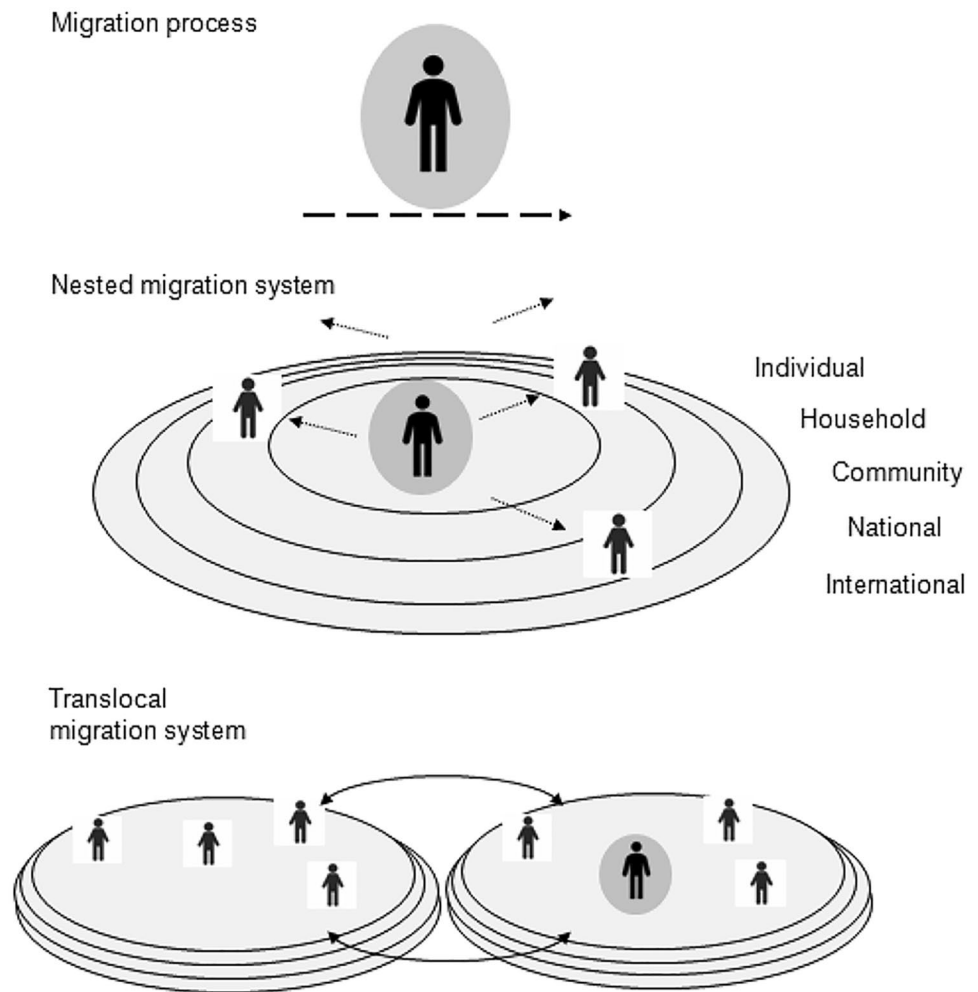 Migration process
Nested migration system
Individual
Household
Community
National
International
Translocal
migration system